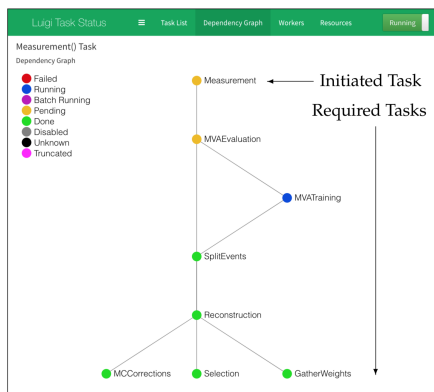 Luigi Task Status
☰ Task List Dependency Graph Workers Resources Running
Measurement() Task
Dependency Graph
Failed
Running
Batch Running
Pending
Done
Disabled
Unknown
Truncated
Measurement
Initiated Task
Required Tasks
MVAEvaluation
MVATraining
SplitEvents
Reconstruction
MCCorrections
Selection
GatherWeights